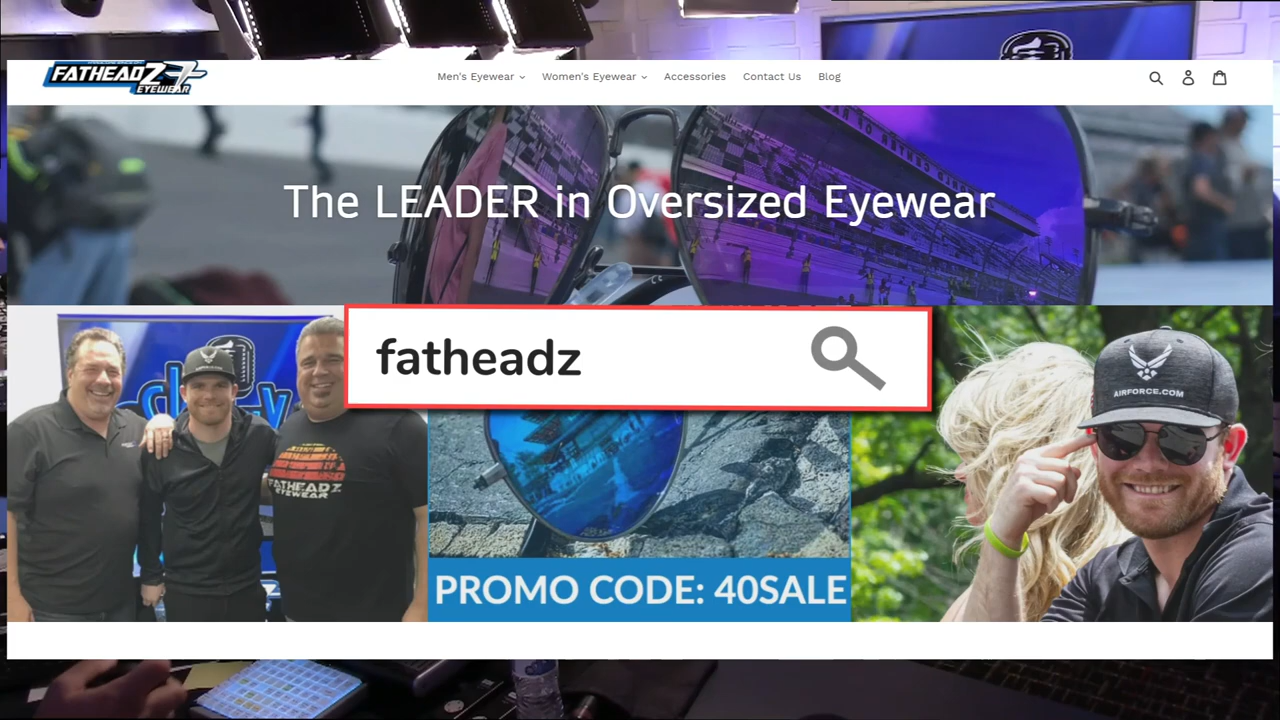 FATHEADZ
EYEWEAR
Men's Eyewear
Women's Eyewear
Accessories
Contact Us
Blog
The LEADER in Oversized Eyewear
fatheadz
AIRFORCE.COM
FATHEADZ
EYEWEAR
PROMO CODE: 40SALE